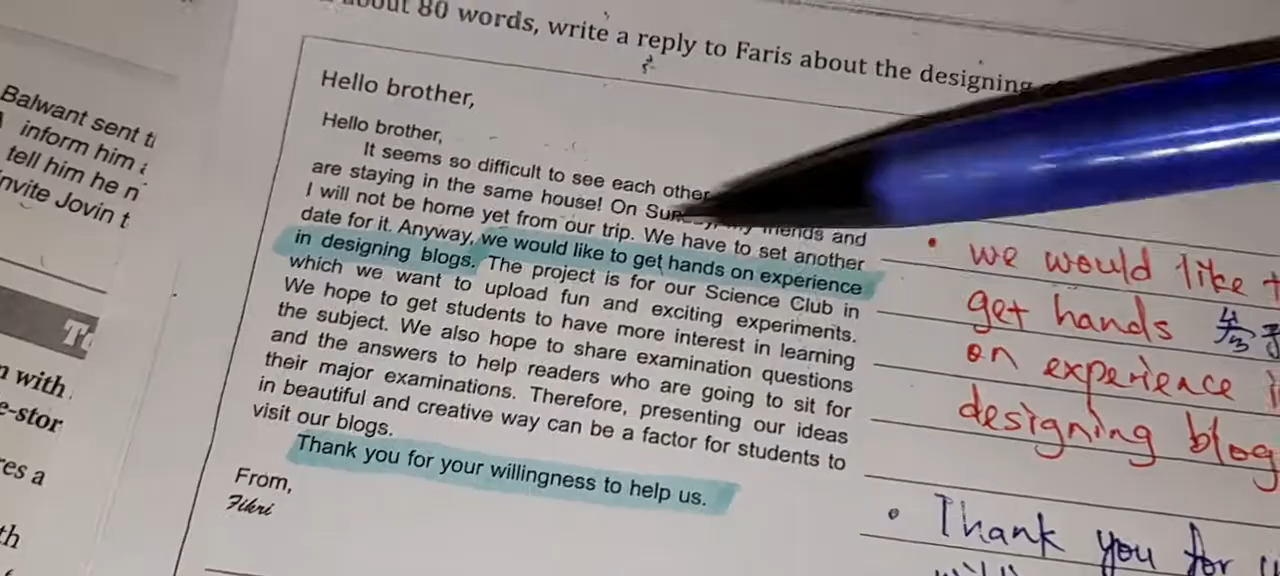 about 80 words, write a reply to Faris about the designing
Balwant sent
inform him
tell him he
invite Jovin
Hello brother,
Hello brother,
It seems so difficult to see each other
are staying in the same house! On Sunday, my friends and
I will not be home yet from our trip. We have to set another
date for it. Anyway, we would like to get hands on experience
in designing blogs. The project is for our Science Club in
which we want to upload fun and exciting experiments.
We hope to get students to have more interest in learning
the subject. We also hope to share examination questions
and the answers to help readers who are going to sit for
their major examinations. Therefore, presenting our ideas
in beautiful and creative way can be a factor for students to
visit our blogs.
Thank you for your willingness to help us.
From,
Fikri
with
e-stor
res a
th
• we would like
get hands
on experience
designing blog
• Thank you for